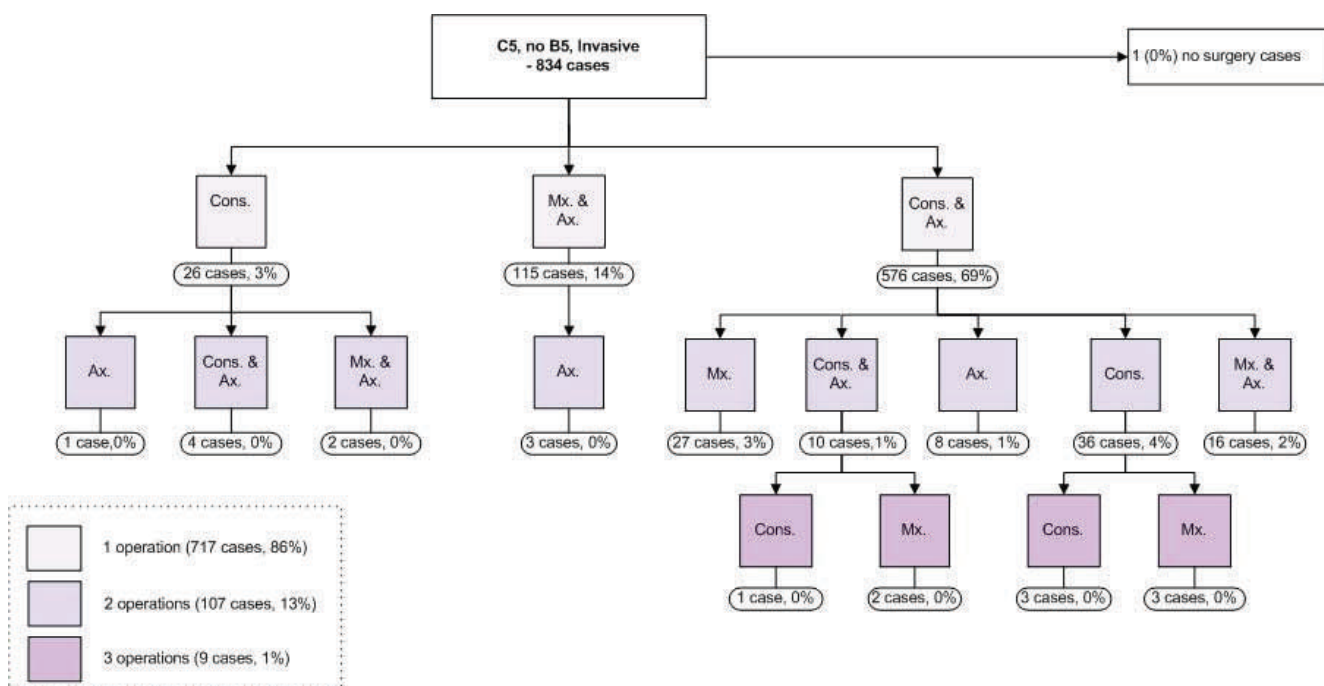 C5, no B5, Invasive
- 834 cases
1 (0%) no surgery cases
Cons.
Mx. &
Ax.
Cons. &
Ax.
26 cases, 3%
115 cases, 14%
576 cases, 69%
Ax.
Cons. &
Ax.
Mx. &
Ax.
Ax.
Mx.
Cons. &
Ax.
Ax.
Cons.
Mx. &
Ax.
1 case,0%
4 cases, 0%
2 cases, 0%
3 cases, 0%
27 cases, 3%
10 cases,1%
8 cases, 1%
36 cases, 4%
16 cases, 2%
Cons.
Mx.
Cons.
Mx.
1 case, 0%
2 cases, 0%
3 cases, 0%
3 cases, 0%
1 operation (717 cases, 86%)
2 operations (107 cases, 13%)
3 operations (9 cases, 1%)